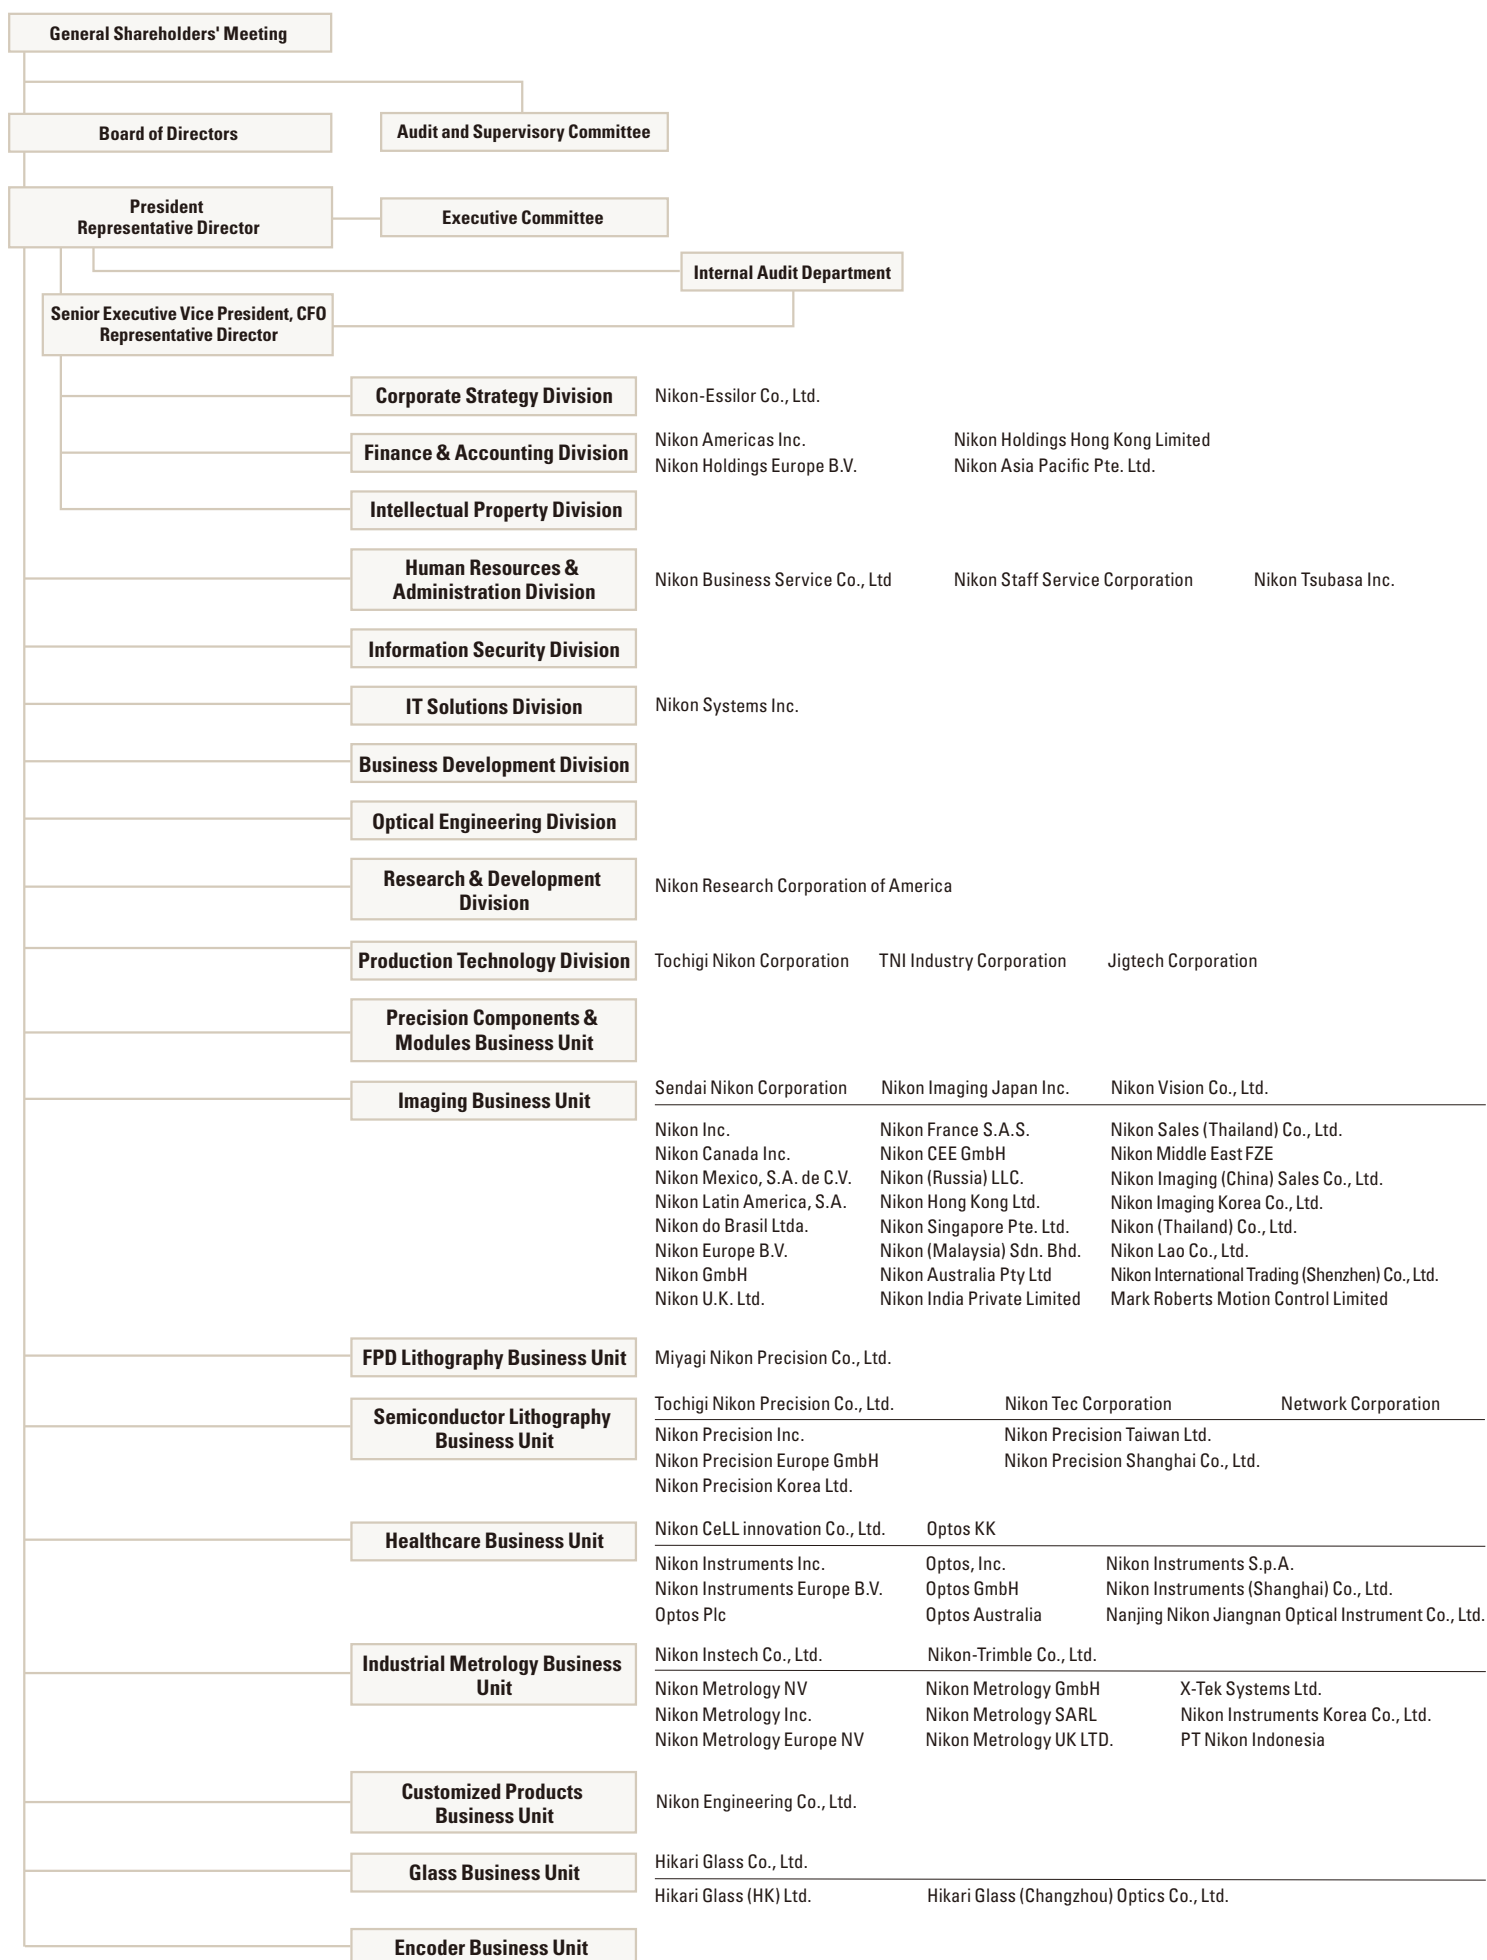 General Shareholders' Meeting
Board of Directors
Audit and Supervisory Committee
President
Representative Director
Executive Committee
Internal Audit Department
Senior Executive Vice President, CFO
Representative Director
Corporate Strategy Division
Nikon-Essilor Co., Ltd.
Finance & Accounting Division
Nikon Americas Inc.
Nikon Holdings Hong Kong Limited
Nikon Holdings Europe B.V.
Nikon Asia Pacific Pte. Ltd.
Intellectual Property Division
Human Resources &
Administration Division
Nikon Business Service Co., Ltd
Nikon Staff Service Corporation
Nikon Tsubasa Inc.
Information Security Division
IT Solutions Division
Nikon Systems Inc.
Business Development Division
Optical Engineering Division
Research & Development
Division
Nikon Research Corporation of America
Production Technology Division
Tochigi Nikon Corporation
TNI Industry Corporation
Jigtech Corporation
Precision Components &
Modules Business Unit
Imaging Business Unit
Sendai Nikon Corporation
Nikon Imaging Japan Inc.
Nikon Vision Co., Ltd.
Nikon Inc.
Nikon France S.A.S.
Nikon Sales (Thailand) Co., Ltd.
Nikon Canada Inc.
Nikon CEE GmbH
Nikon Middle East FZE
Nikon Mexico, S.A. de C.V.
Nikon (Russia) LLC.
Nikon Imaging (China) Sales Co., Ltd.
Nikon Latin America, S.A.
Nikon Hong Kong Ltd.
Nikon Imaging Korea Co., Ltd.
Nikon do Brasil Ltda.
Nikon Singapore Pte. Ltd.
Nikon (Thailand) Co., Ltd.
Nikon Europe B.V.
Nikon (Malaysia) Sdn. Bhd.
Nikon Lao Co., Ltd.
Nikon GmbH
Nikon Australia Pty Ltd
Nikon International Trading (Shenzhen) Co., Ltd.
Nikon U.K. Ltd.
Nikon India Private Limited
Mark Roberts Motion Control Limited
FPD Lithography Business Unit
Miyagi Nikon Precision Co., Ltd.
Semiconductor Lithography
Business Unit
Tochigi Nikon Precision Co., Ltd.
Nikon Tec Corporation
Network Corporation
Nikon Precision Inc.
Nikon Precision Taiwan Ltd.
Nikon Precision Europe GmbH
Nikon Precision Shanghai Co., Ltd.
Nikon Precision Korea Ltd.
Healthcare Business Unit
Nikon CeLL innovation Co., Ltd.
Optos KK
Nikon Instruments Inc.
Optos, Inc.
Nikon Instruments S.p.A.
Nikon Instruments Europe B.V.
Optos GmbH
Nikon Instruments (Shanghai) Co., Ltd.
Optos Plc
Optos Australia
Nanjing Nikon Jiangnan Optical Instrument Co., Ltd.
Industrial Metrology Business
Unit
Nikon Instech Co., Ltd.
Nikon-Trimble Co., Ltd.
Nikon Metrology NV
Nikon Metrology GmbH
X-Tek Systems Ltd.
Nikon Metrology Inc.
Nikon Metrology SARL
Nikon Instruments Korea Co., Ltd.
Nikon Metrology Europe NV
Nikon Metrology UK LTD.
PT Nikon Indonesia
Customized Products
Business Unit
Nikon Engineering Co., Ltd.
Glass Business Unit
Hikari Glass Co., Ltd.
Hikari Glass (HK) Ltd.
Hikari Glass (Changzhou) Optics Co., Ltd.
Encoder Business Unit